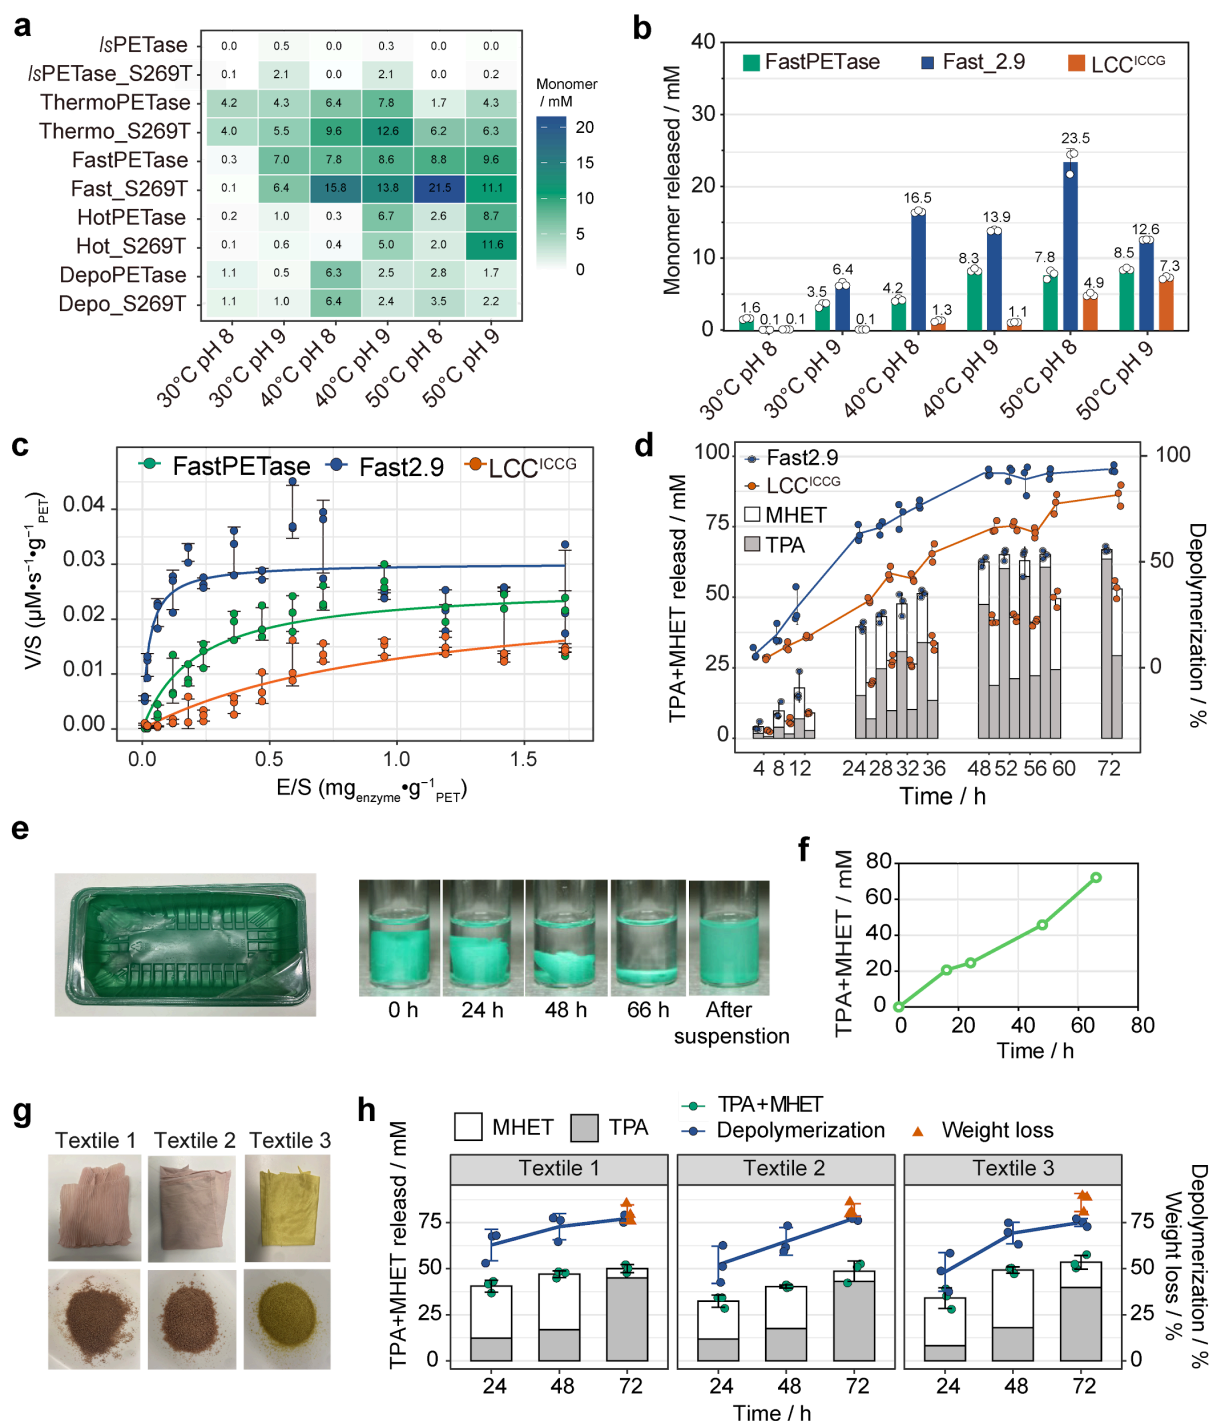 a
IsPETase 0.0 0.5 0.0 0.3 0.0 0.0
IsPETase_S269T 0.1 2.1 0.0 2.1 0.0 0.2
ThermoPETase 4.2 4.3 6.4 7.8 1.7 4.3
Thermo_S269T 4.0 5.5 9.6 12.6 6.2 6.3
FastPETase 0.3 7.0 7.8 8.6 8.8 9.6
Fast_S269T 0.1 6.4 15.8 13.8 21.5 11.1
HotPETase 0.2 1.0 0.3 6.7 2.6 8.7
Hot_S269T 0.1 0.6 0.4 5.0 2.0 11.6
DepoPETase 1.1 0.5 6.3 2.5 2.8 1.7
Depo_S269T 1.1 1.0 6.4 2.4 3.5 2.2
30°C pH 8
30°C pH 9
40°C pH 8
40°C pH 9
50°C pH 8
50°C pH 9
Monomer
/ mM
20
15
10
5
0
b
Monomer released / mM
40
30
20
10
0
FastPETase
Fast_2.9
LCCᴵᶜᶜᴳ
1.6 0.1 0.1
3.5 6.4 0.1
4.2 16.5 1.3
8.3 13.9 1.1
7.8 23.5 4.9
8.5 12.6 7.3
30°C pH 8
30°C pH 9
40°C pH 8
40°C pH 9
50°C pH 8
50°C pH 9
c
V/S (µM•s⁻¹•g⁻¹PET)
FastPETase
Fast2.9
LCCᴵᶜᶜᴳ
0.04
0.03
0.02
0.01
0.00
0.0 0.5 1.0 1.5
E/S (mgenzyme•g⁻¹PET)
d
TPA+MHET releasd / mM
100
75
50
25
0
Fast2.9
LCCᴵᶜᶜᴳ
MHET
TPA
100
50
0
Depolymerization / %
4 8 12 24 28 32 36 48 52 56 60 72
Time / h
e
0 h
24 h
48 h
66 h
After
suspenstion
f
TPA+MHET / mM
80
60
40
20
0
0 20 40 60 80
Time / h
g
Textile 1
Textile 2
Textile 3
h
MHET
TPA
TPA+MHET
Depolymerization
Weight loss
TPA+MHET releasd / mM
Textile 1
Textile 2
Textile 3
75
50
25
0
75
50
25
0
Depolymerization / %
Weight loss / %
24 48 72
24 48 72
24 48 72
Time / h